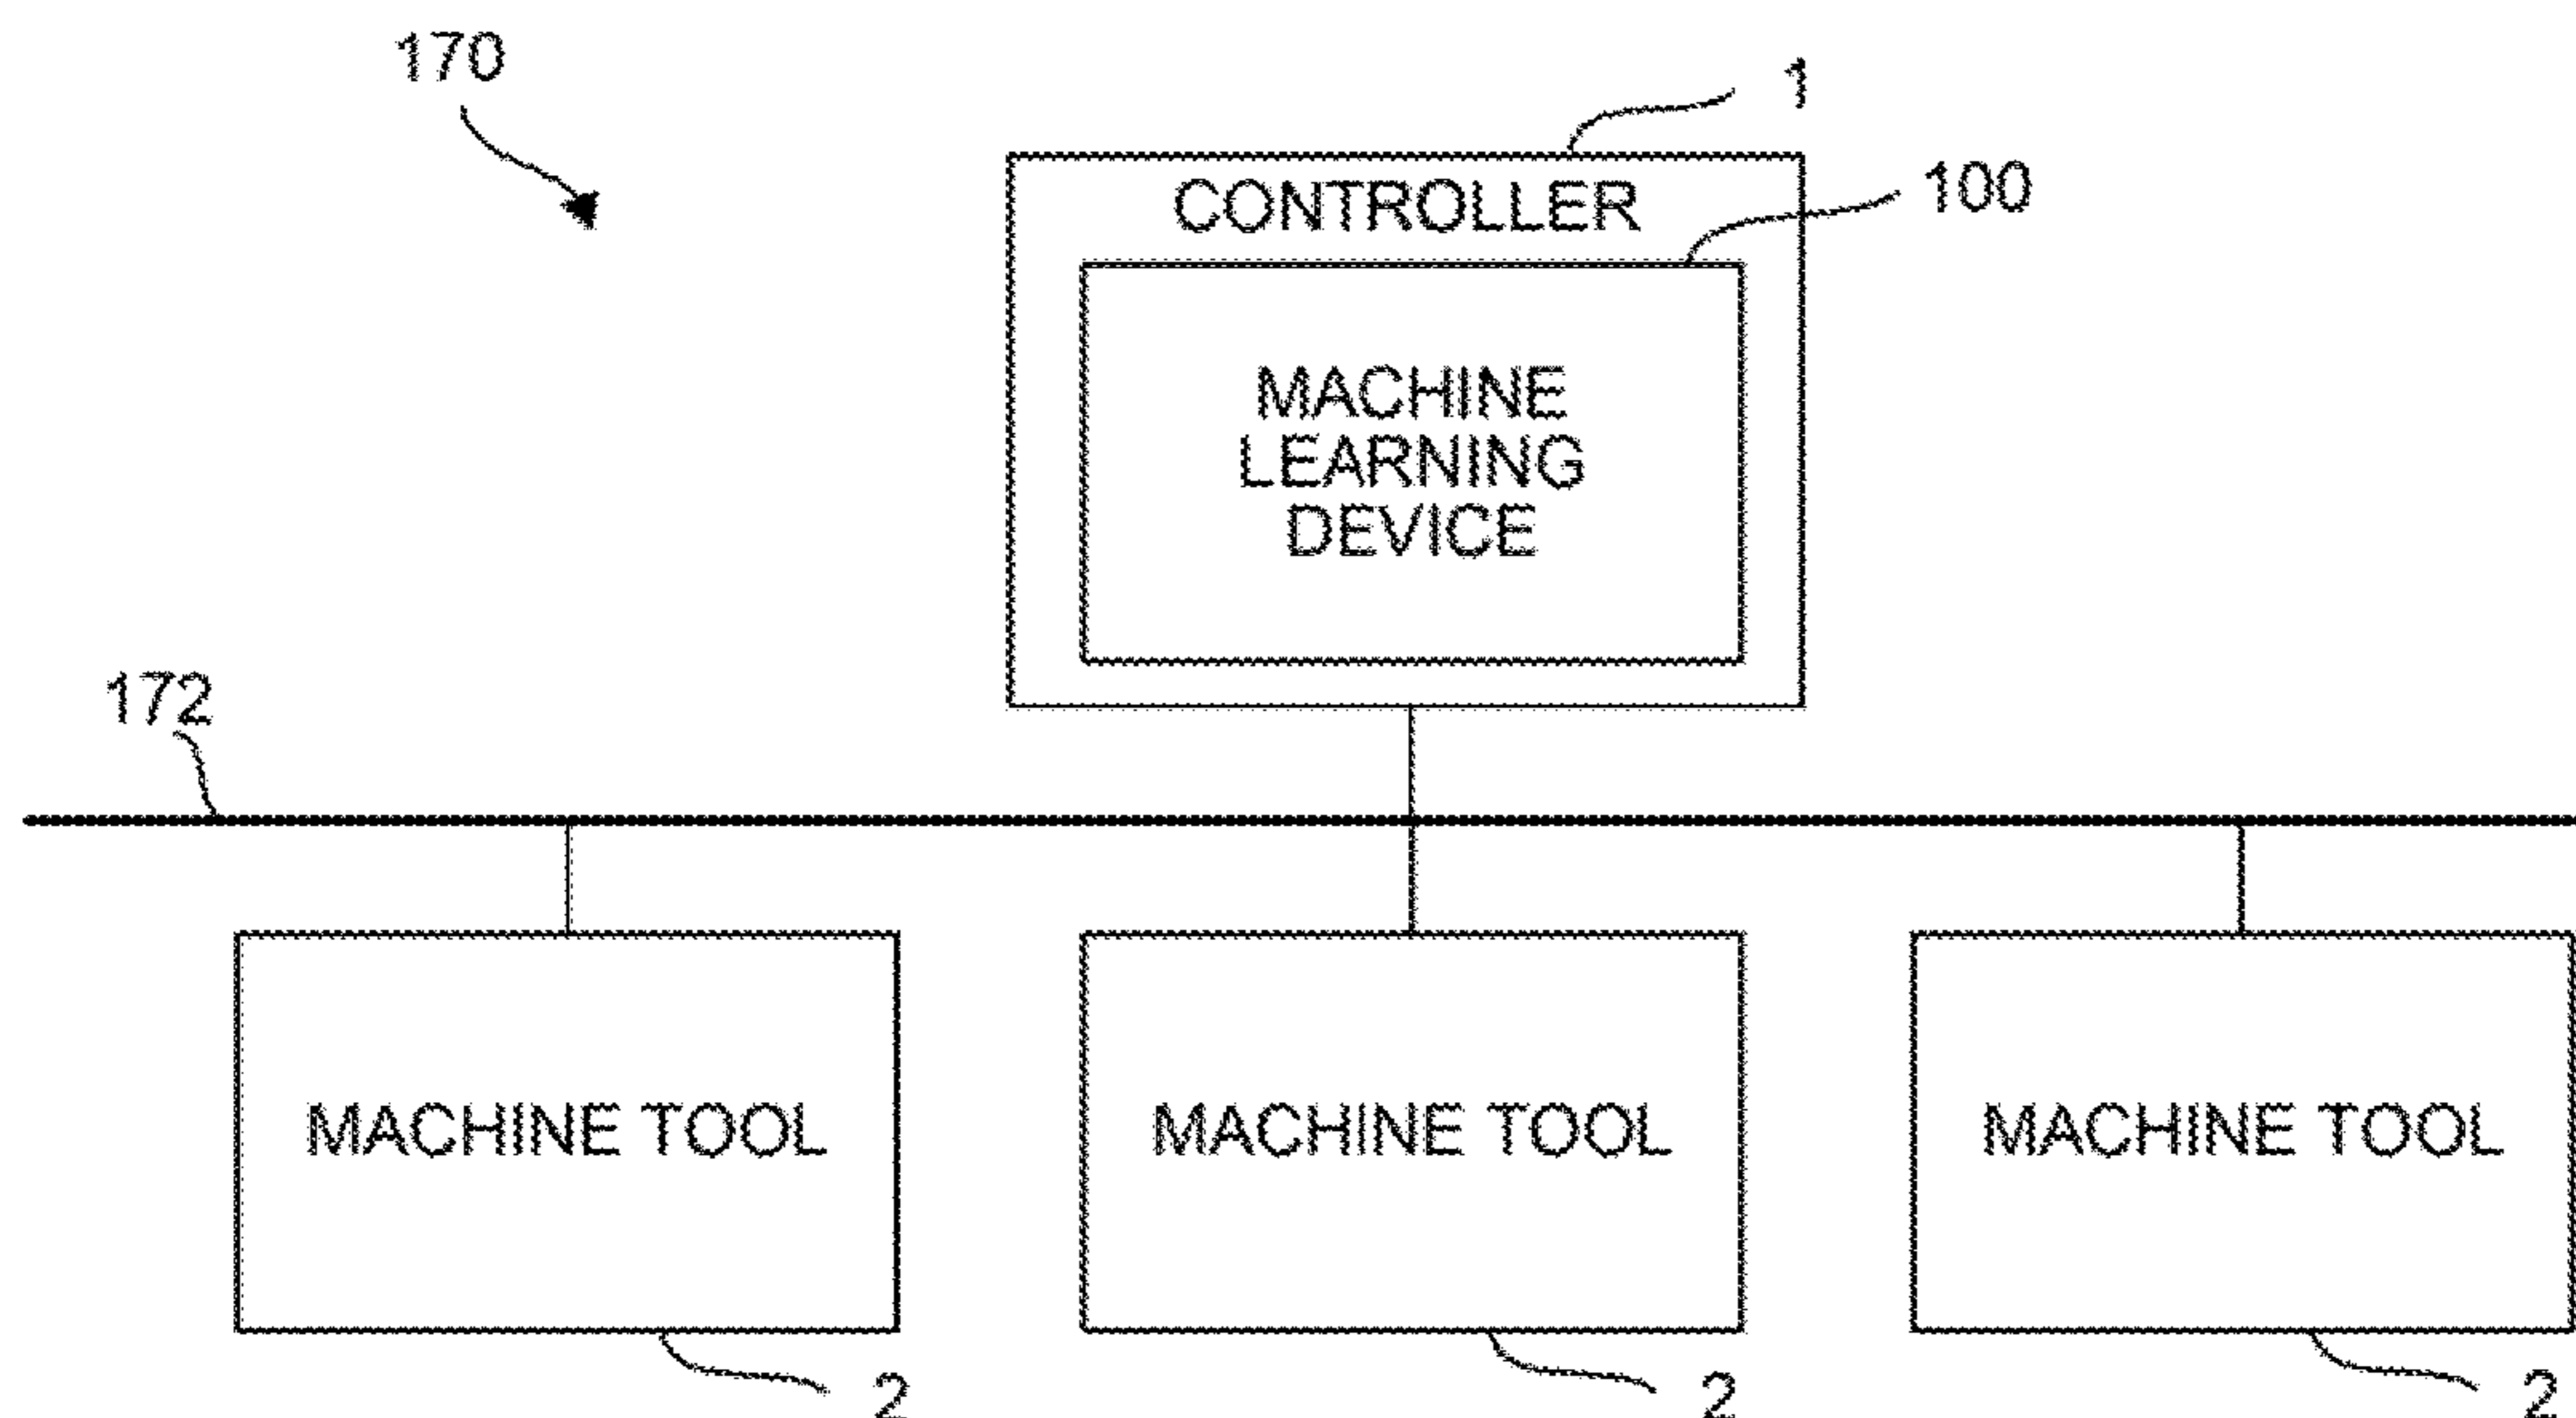 170
1
CONTROLLER
100
MACHINE
LEARNING
DEVICE
172
MACHINE TOOL
MACHINE TOOL
MACHINE TOOL
2
2
2